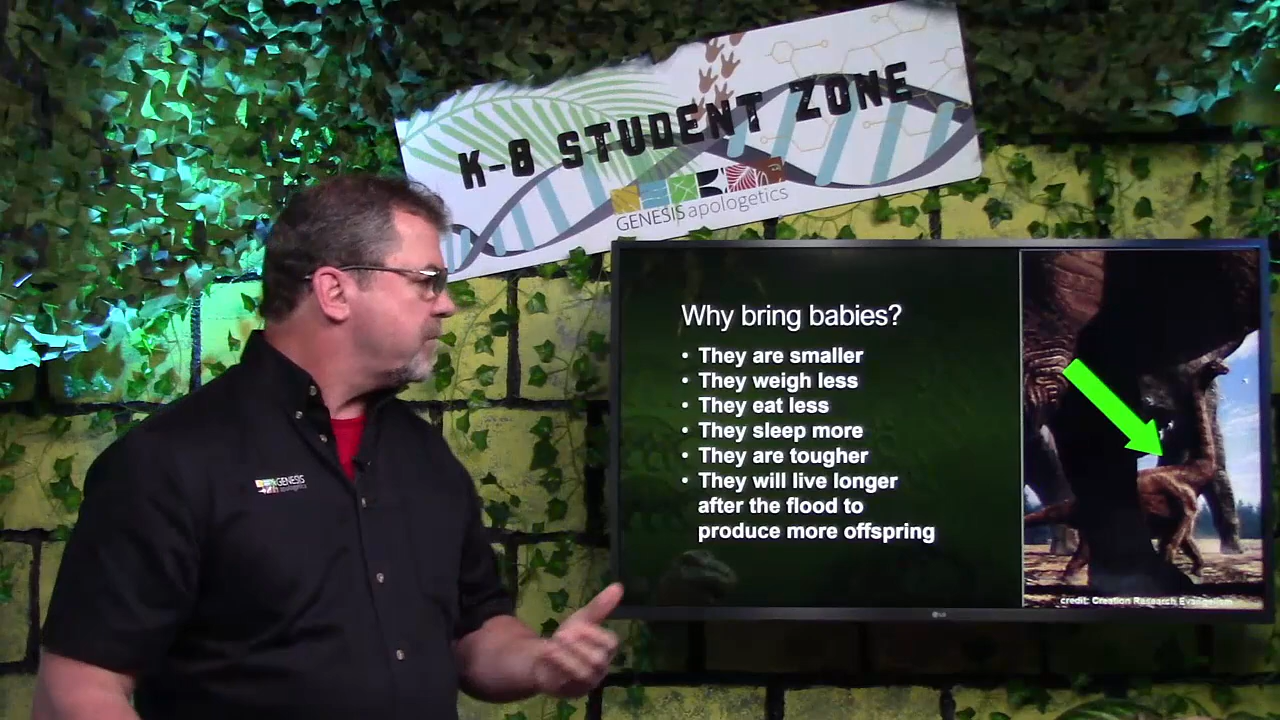 K-8 STUDENT ZONE
GENESIS apologetics
GENESIS
apologetics
Why bring babies?
• They are smaller
• They weigh less
• They eat less
• They sleep more
• They are tougher
• They will live longer
after the flood to
produce more offspring
credit: Creation Research Evangelism
LG